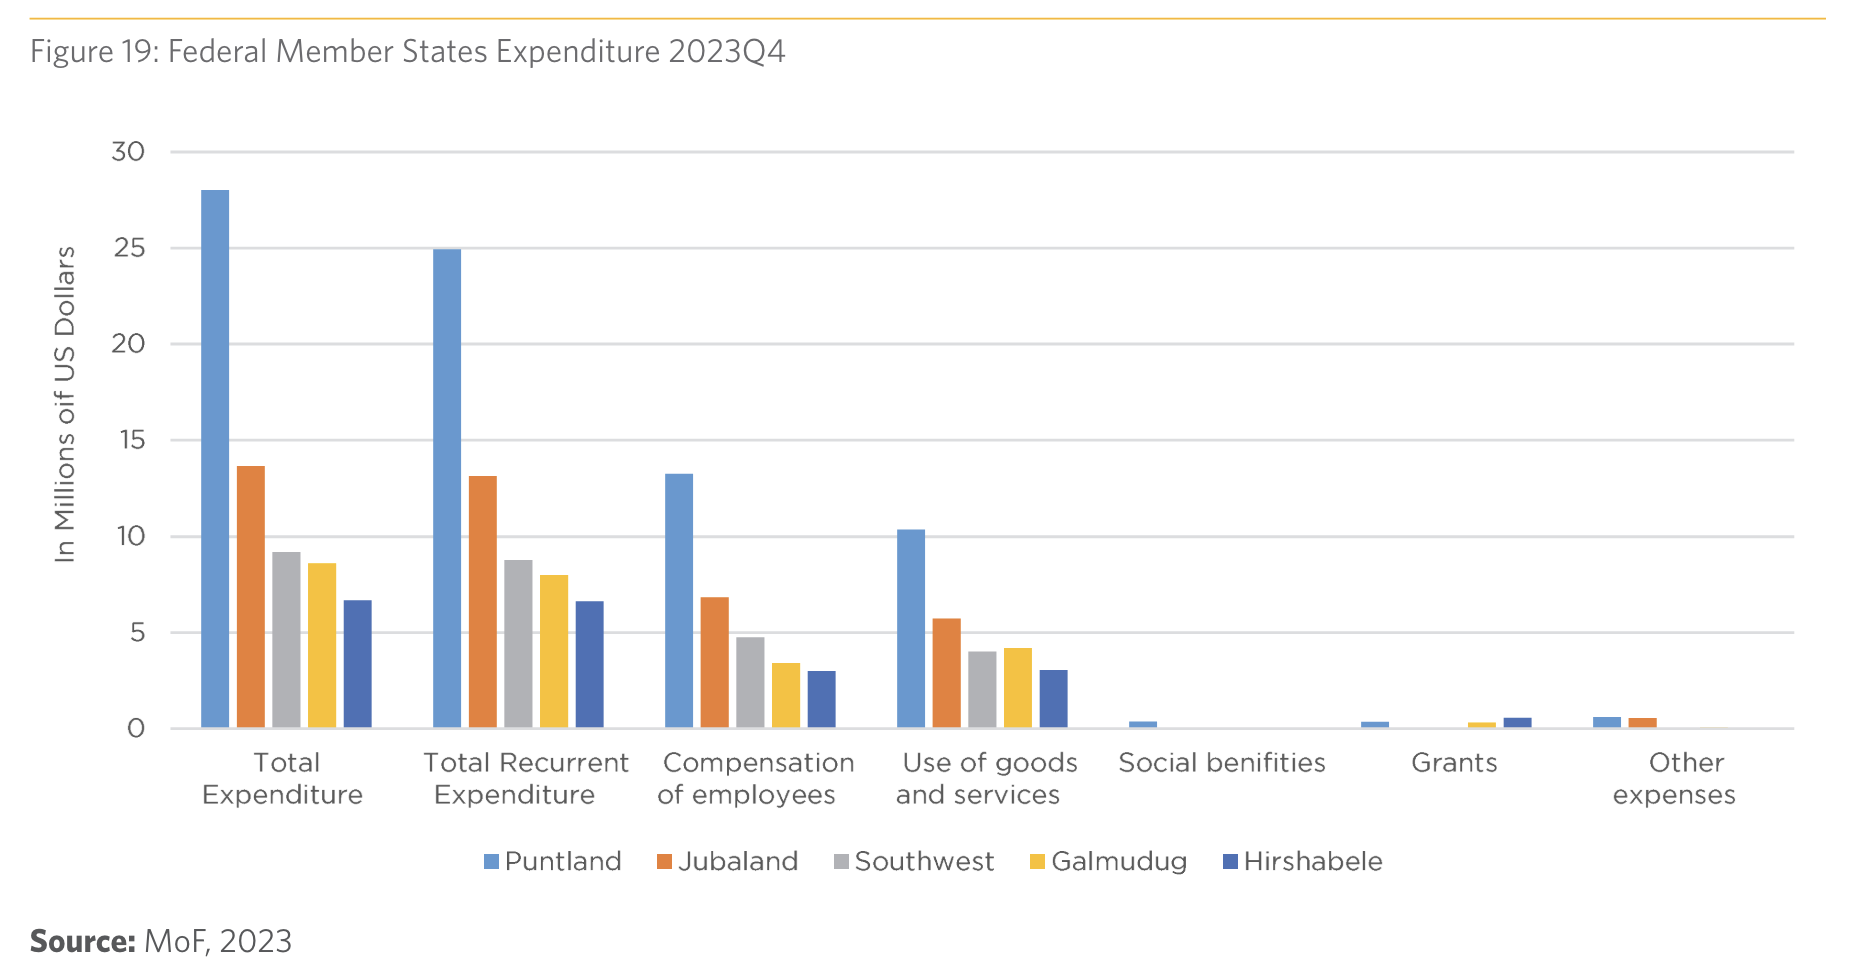 Figure 19: Federal Member States Expenditure 2023Q4
In Millions oif US Dollars
30
25
20
15
10
5
0
Total Expenditure
Total Recurrent Expenditure
Compensation of employees
Use of goods and services
Social benifities
Grants
Other expenses
Puntland Jubaland Southwest Galmudug Hirshabele
Source: MoF, 2023